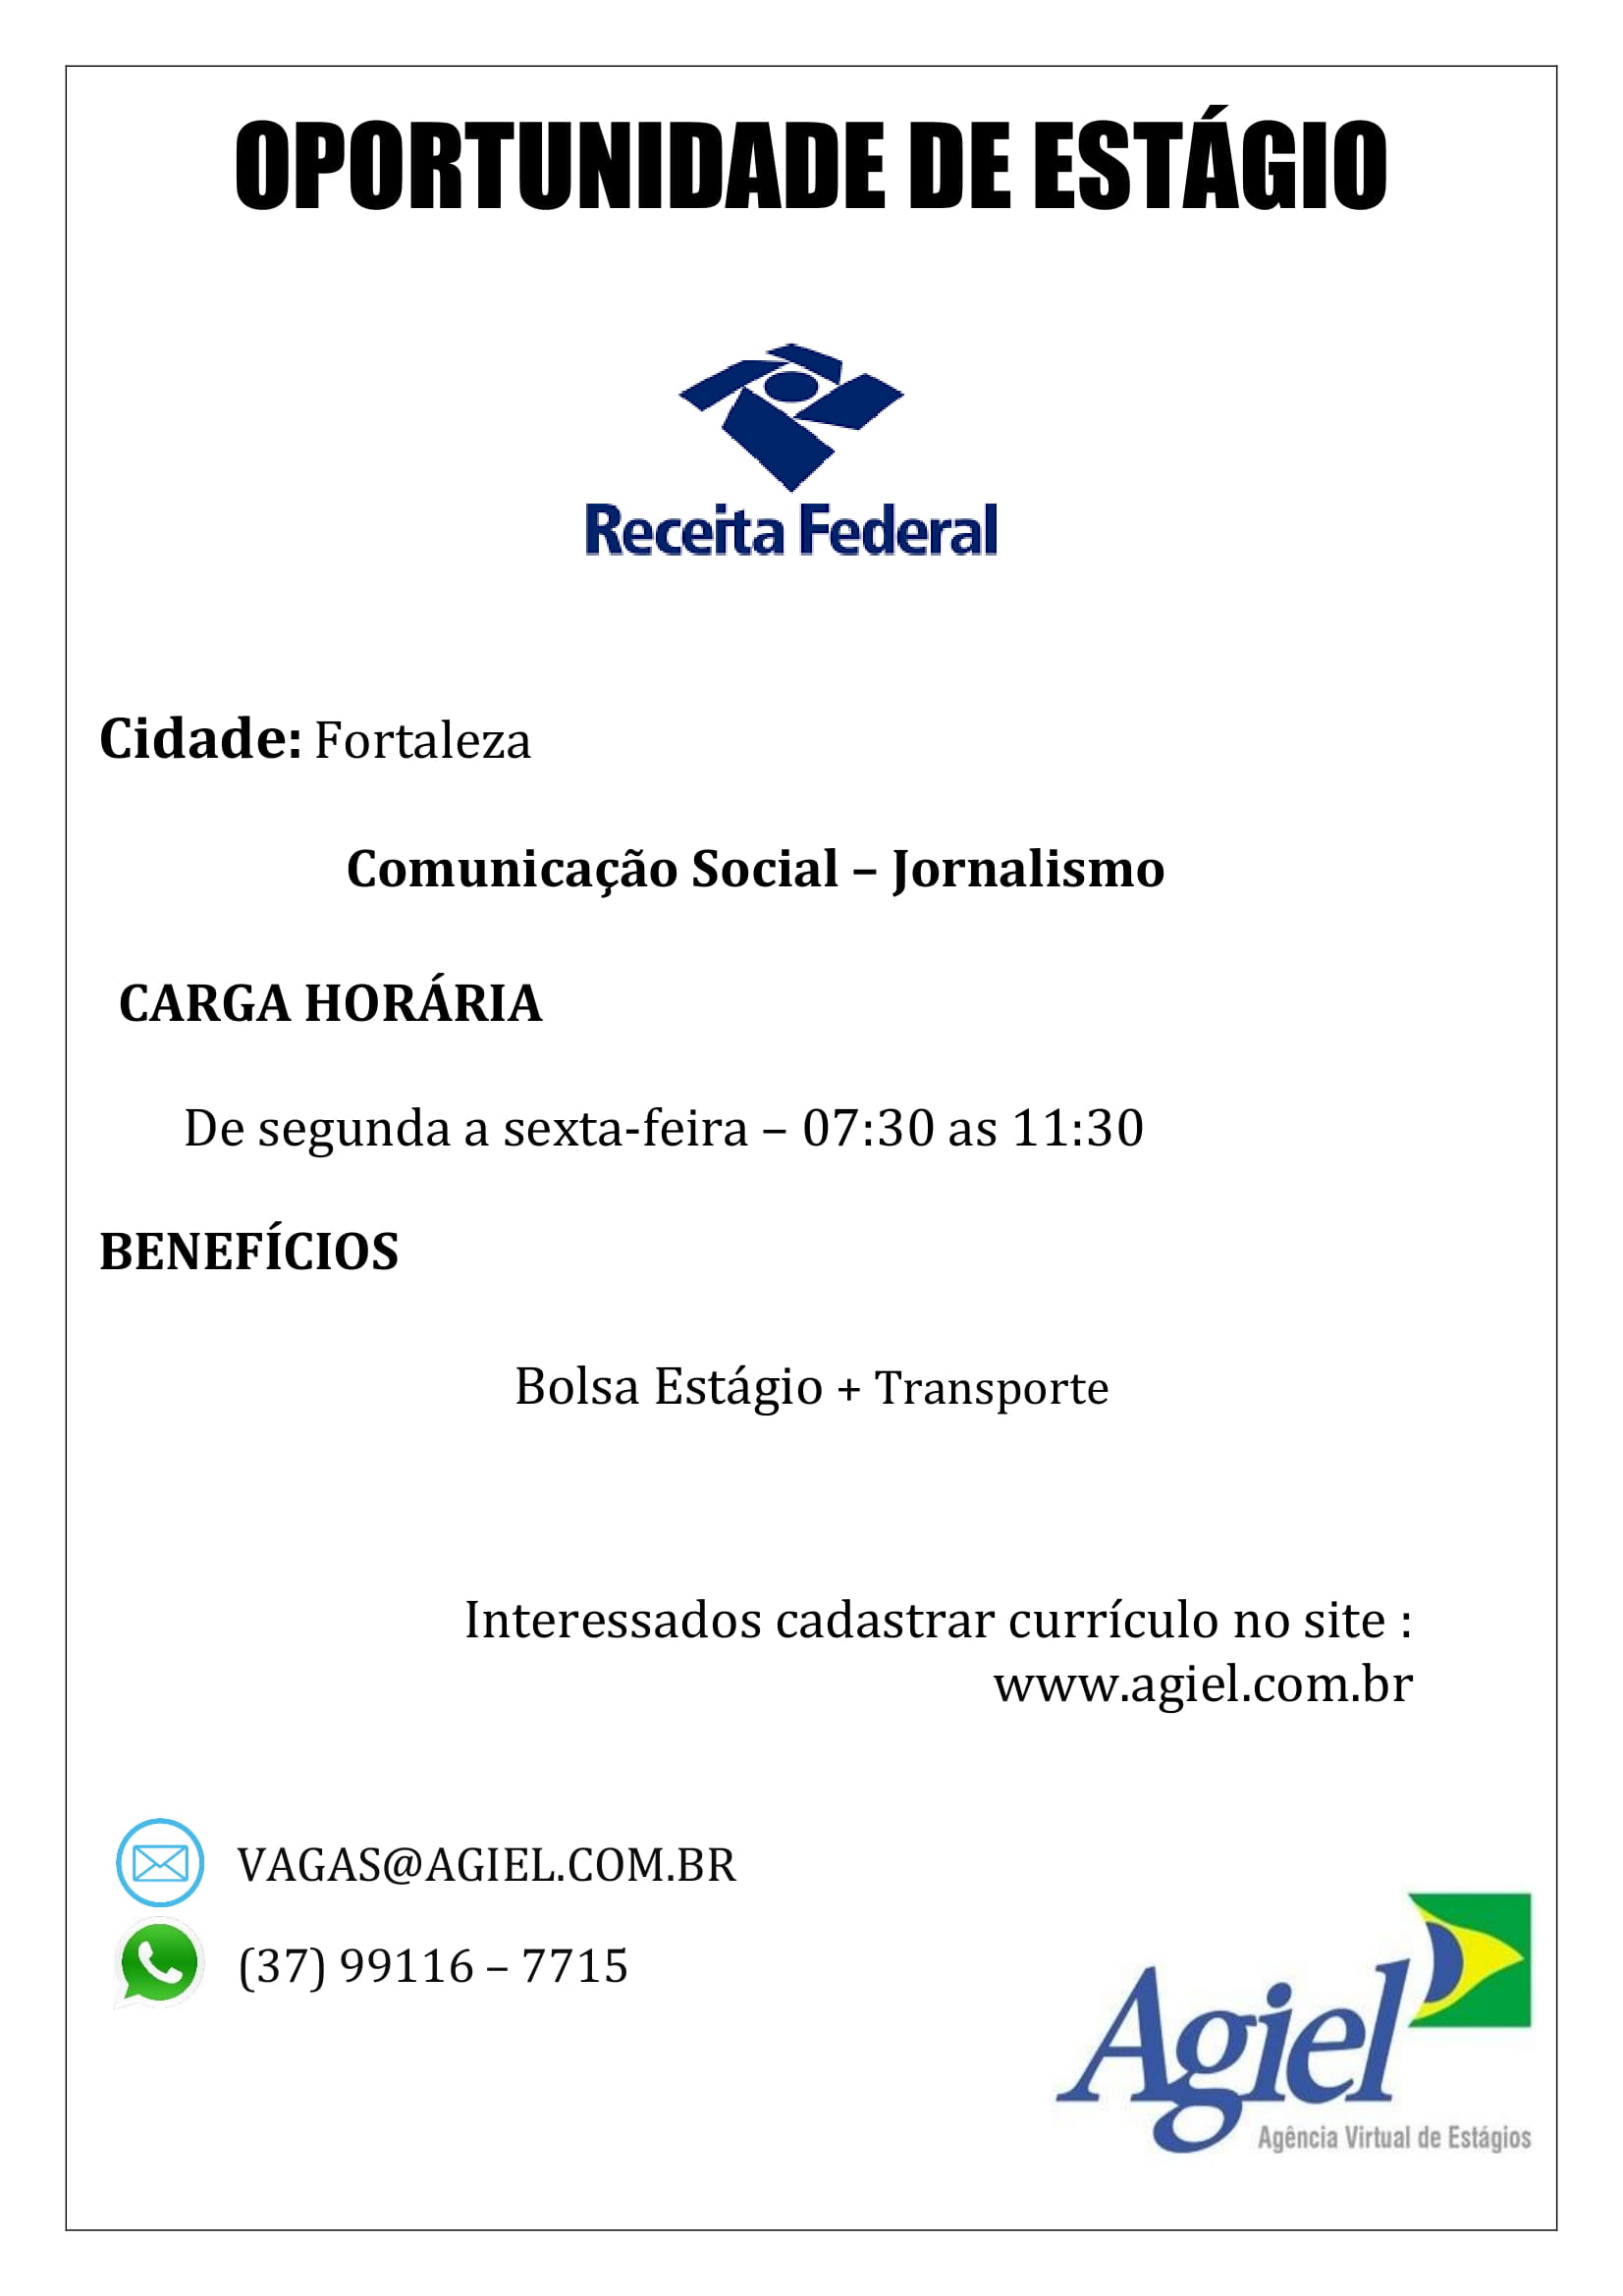 OPORTUNIDADE DE ESTÁGIO
Receita Federal
Cidade: Fortaleza
Comunicação Social – Jornalismo
CARGA HORÁRIA
De segunda a sexta-feira – 07:30 as 11:30
BENEFÍCIOS
Bolsa Estágio + Transporte
Interessados cadastrar currículo no site :
www.agiel.com.br
VAGAS@AGIEL.COM.BR
(37) 99116 – 7715
Agiel
Agência Virtual de Estágios